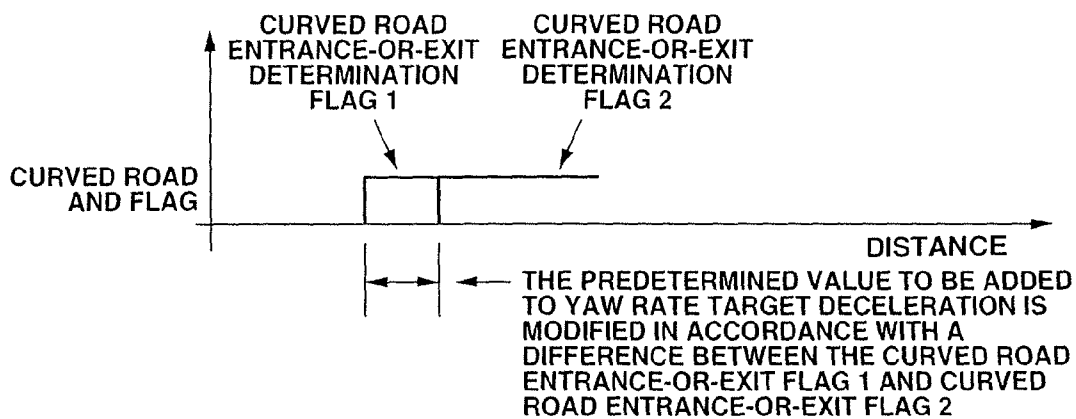 CURVED ROAD
ENTRANCE-OR-EXIT
DETERMINATION
FLAG 1
CURVED ROAD
ENTRANCE-OR-EXIT
DETERMINATION
FLAG 2
CURVED ROAD
AND FLAG
DISTANCE
THE PREDETERMINED VALUE TO BE ADDED
TO YAW RATE TARGET DECELERATION IS
MODIFIED IN ACCORDANCE WITH A
DIFFERENCE BETWEEN THE CURVED ROAD
ENTRANCE-OR-EXIT FLAG 1 AND CURVED
ROAD ENTRANCE-OR-EXIT FLAG 2